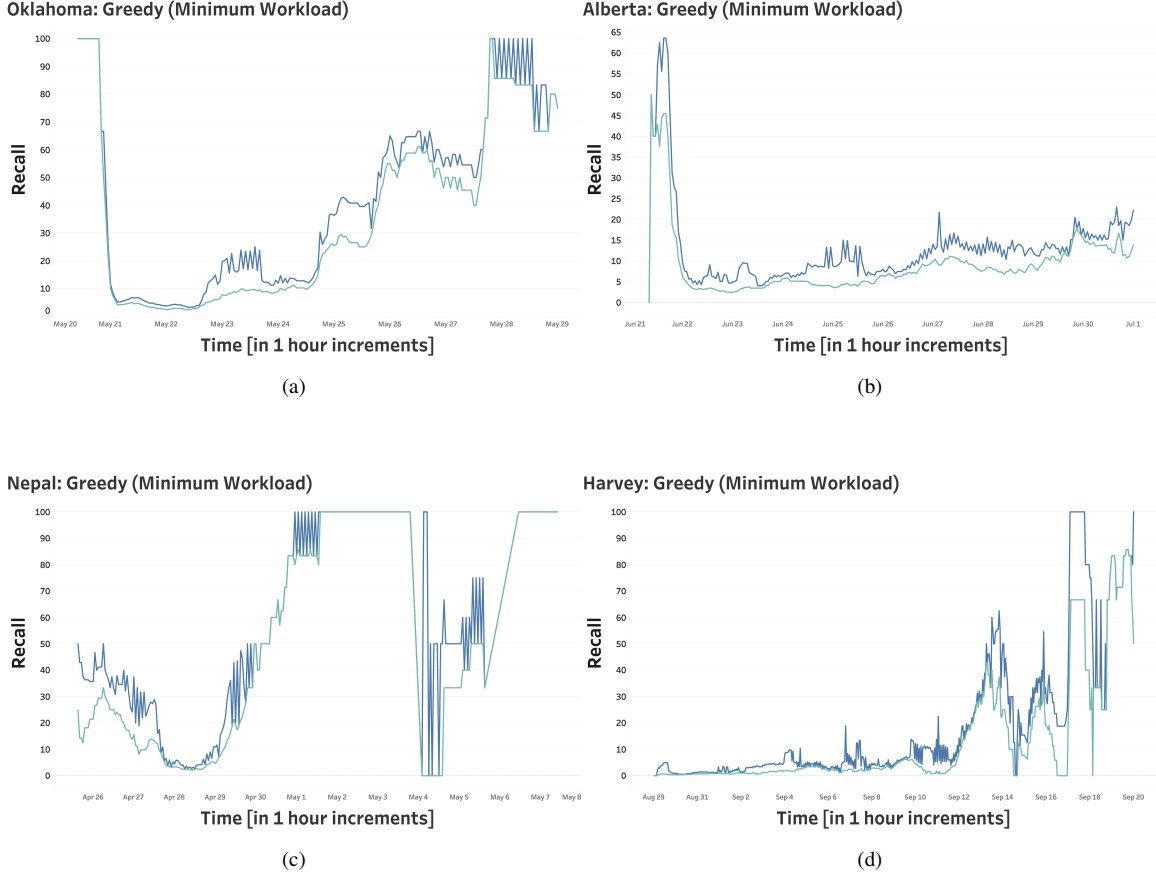 Oklahoma: Greedy (Minimum Workload)
100
90
80
70
60
50
40
30
20
10
0
Recall
May 20 May 21 May 22 May 23 May 24 May 25 May 26 May 27 May 28 May 29
Time [in 1 hour increments]
(a)
Alberta: Greedy (Minimum Workload)
65
60
55
50
45
40
35
30
25
20
15
10
5
0
Recall
Jun 21 Jun 22 Jun 23 Jun 24 Jun 25 Jun 26 Jun 27 Jun 28 Jun 29 Jun 30 Jul 1
Time [in 1 hour increments]
(b)
Nepal: Greedy (Minimum Workload)
100
90
80
70
60
50
40
30
20
10
0
Recall
Apr 26 Apr 27 Apr 28 Apr 29 Apr 30 May 1 May 2 May 3 May 4 May 5 May 6 May 7 May 8
Time [in 1 hour increments]
(c)
Harvey: Greedy (Minimum Workload)
100
90
80
70
60
50
40
30
20
10
0
Recall
Aug 29 Aug 31 Sep 2 Sep 4 Sep 6 Sep 8 Sep 10 Sep 12 Sep 14 Sep 16 Sep 18 Sep 20
Time [in 1 hour increments]
(d)